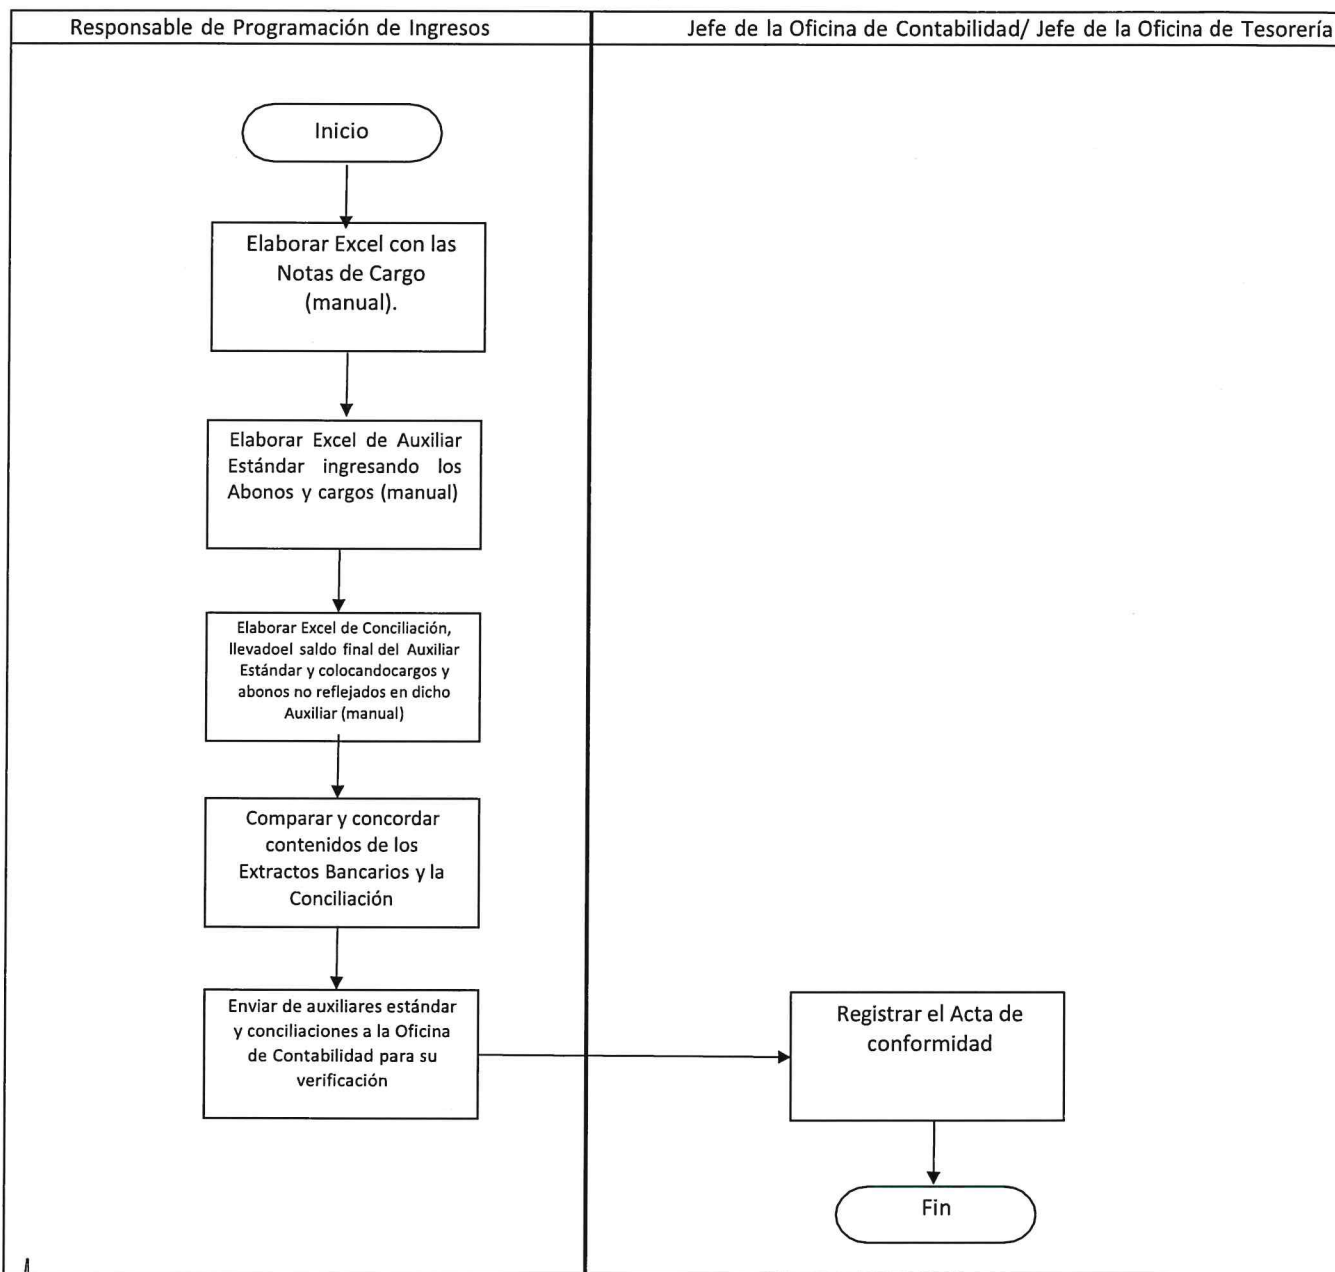 Responsable de Programación de Ingresos
Jefe de la Oficina de Contabilidad/ Jefe de la Oficina de Tesorería
Inicio
Elaborar Excel con las
Notas de Cargo
(manual).
Elaborar Excel de Auxiliar
Estándar ingresando los
Abonos y cargos (manual)
Elaborar Excel de Conciliación,
llevadoel saldo final del Auxiliar
Estándar y colocandocargos y
abonos no reflejados en dicho
Auxiliar (manual)
Comparar y concordar
contenidos de los
Extractos Bancarios y la
Conciliación
Enviar de auxiliares estándar
y conciliaciones a la Oficina
de Contabilidad para su
verificación
Registrar el Acta de
conformidad
Fin